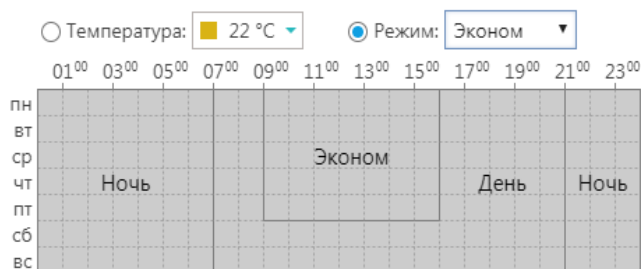 Температура: 22 °C Режим: Эконом
01⁰⁰ 03⁰⁰ 05⁰⁰ 07⁰⁰ 09⁰⁰ 11⁰⁰ 13⁰⁰ 15⁰⁰ 17⁰⁰ 19⁰⁰ 21⁰⁰ 23⁰⁰
пн
вт
ср Эконом
чт Ночь День Ночь
пт
сб
вс